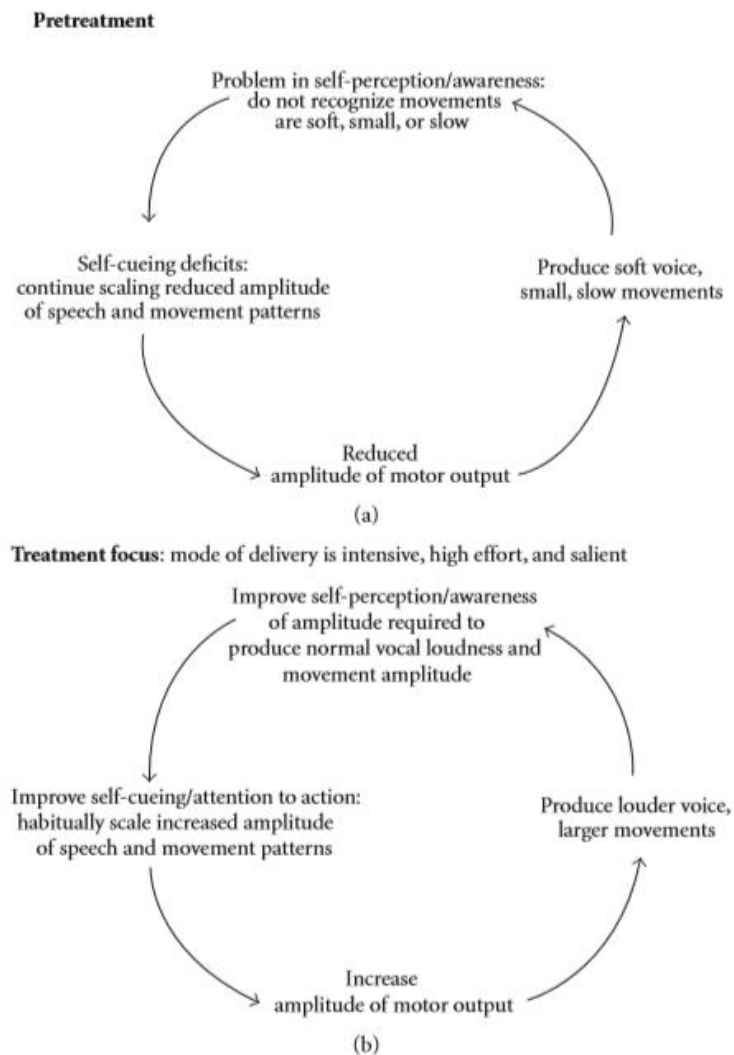 Pretreatment
Problem in self-perception/awareness:
do not recognize movements
are soft, small, or slow
Self-cueing deficits:
continue scaling reduced amplitude
of speech and movement patterns
Produce soft voice,
small, slow movements
Reduced
amplitude of motor output
(a)
Treatment focus: mode of delivery is intensive, high effort, and salient
Improve self-perception/awareness
of amplitude required to
produce normal vocal loudness and
movement amplitude
Improve self-cueing/attention to action:
habitually scale increased amplitude
of speech and movement patterns
Produce louder voice,
larger movements
Increase
amplitude of motor output
(b)